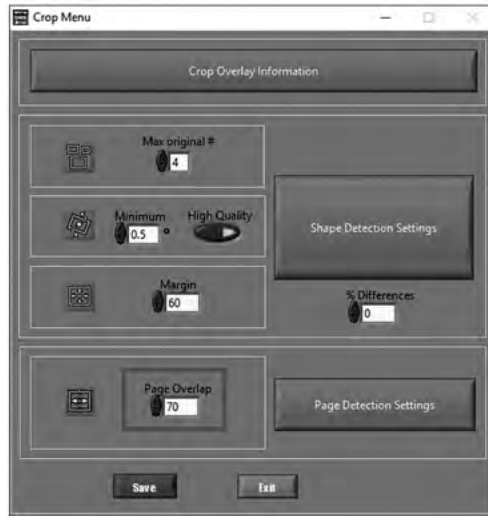 Crop Menu
Crop Overlay Information
Max original #
4
Minimum High Quality
0.5 °
Shape Detection Settings
Margin
60
% Differences
0
Page Overlap
70
Page Detection Settings
Save Exit